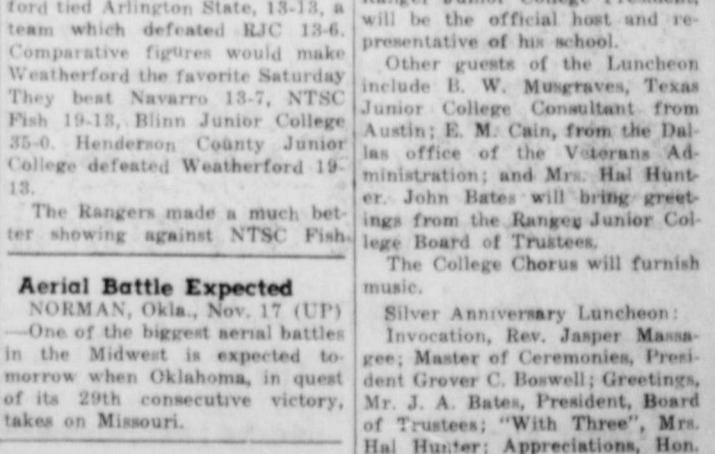 ford tied Arlington State, 13-13, a
team which defeated RJC 13-6.
Comparative figures would make
Weatherford the favorite Saturday
They beat Navarro 13-7, NTSC
Fish 19-13, Blinn Junior College
35-0. Henderson County Junior
College defeated Weatherford 19-
13.
The Rangers made a much bet-
ter showing against NTSC Fish.
Aerial Battle Expected
NORMAN, Okla., Nov. 17 (UP)
—One of the biggest aerial battles
in the Midwest is expected to-
morrow when Oklahoma, in quest
of its 29th consecutive victory,
takes on Missouri.
Ranger Junior College President,
will be the official host and re-
presentative of his school.
Other guests of the Luncheon
include B. W. Musgraves, Texas
Junior College Consultant from
Austin; E. M. Cain, from the Dal-
las office of the Veterans Ad-
ministration; and Mrs. Hal Hunt-
er. John Bates will bring greet-
ings from the Ranger Junior Col-
lege Board of Trustees.
The College Chorus will furnish
music.
Silver Anniversary Luncheon:
Invocation, Rev. Jasper Massa-
gee; Master of Ceremonies, Presi-
dent Grover C. Boswell; Greetings,
Mr. J. A. Bates, President, Board
of Trustees; "With Three", Mrs.
Hal Hunter; Appreciations, Hon.